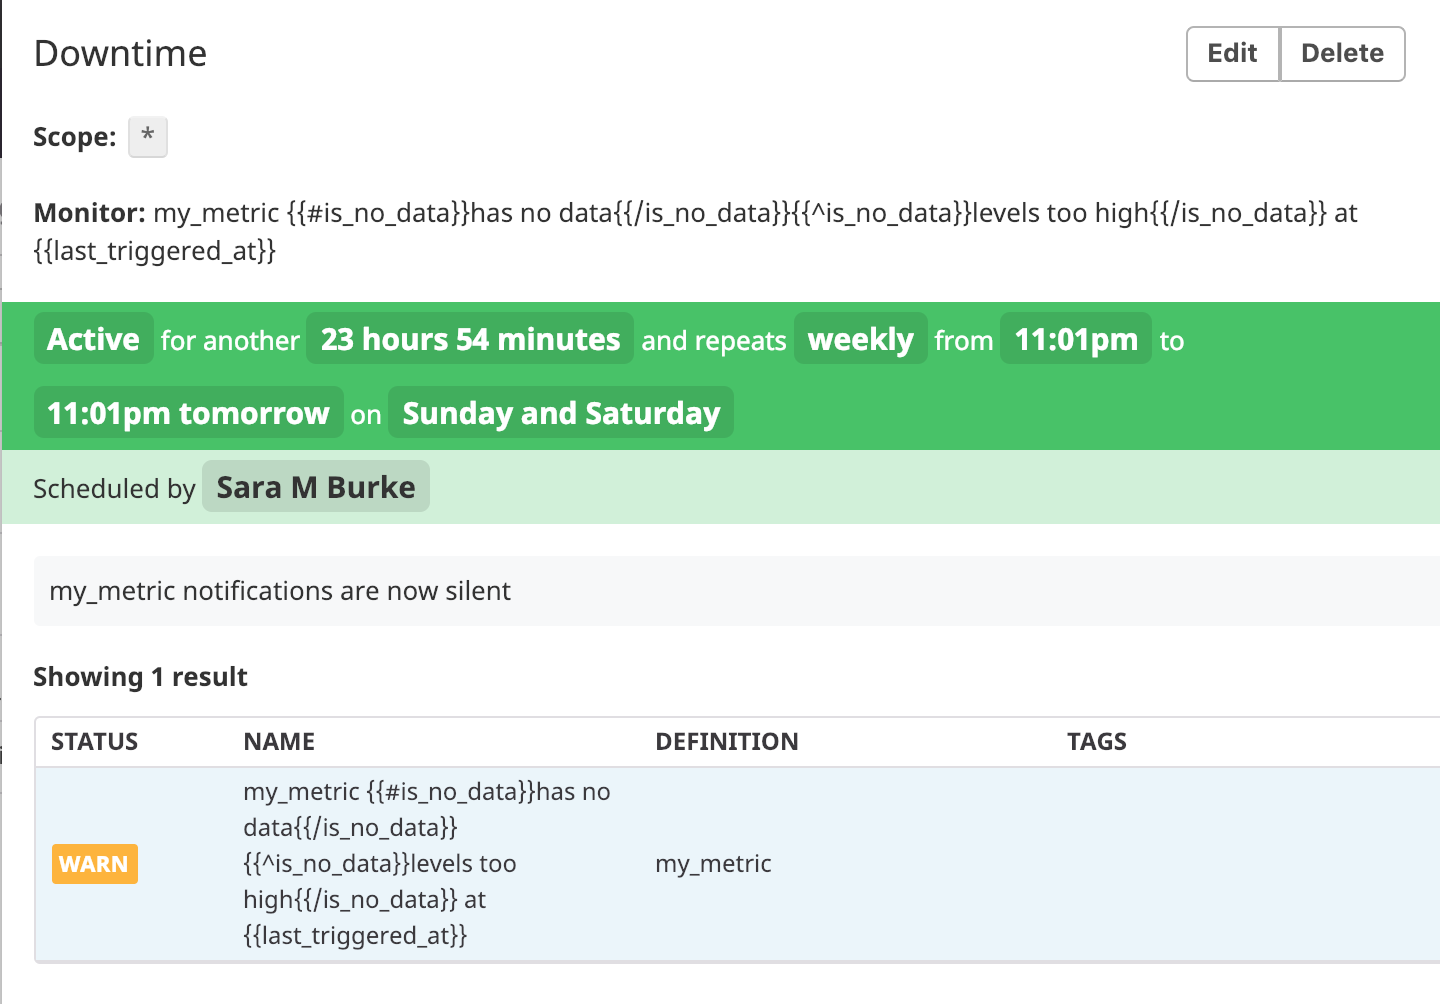 Downtime
Edit Delete
Scope: *
Monitor: my_metric {{#is_no_data}}has no data{{/is_no_data}}{{^is_no_data}}levels too high{{/is_no_data}} at
{{last_triggered_at}}
Active for another 23 hours 54 minutes and repeats weekly from 11:01pm to
11:01pm tomorrow on Sunday and Saturday
Scheduled by Sara M Burke
my_metric notifications are now silent
Showing 1 result
STATUS NAME DEFINITION TAGS
my_metric {{#is_no_data}}has no
data{{/is_no_data}}
WARN {{^is_no_data}}levels too my_metric
high{{/is_no_data}} at
{{last_triggered_at}}